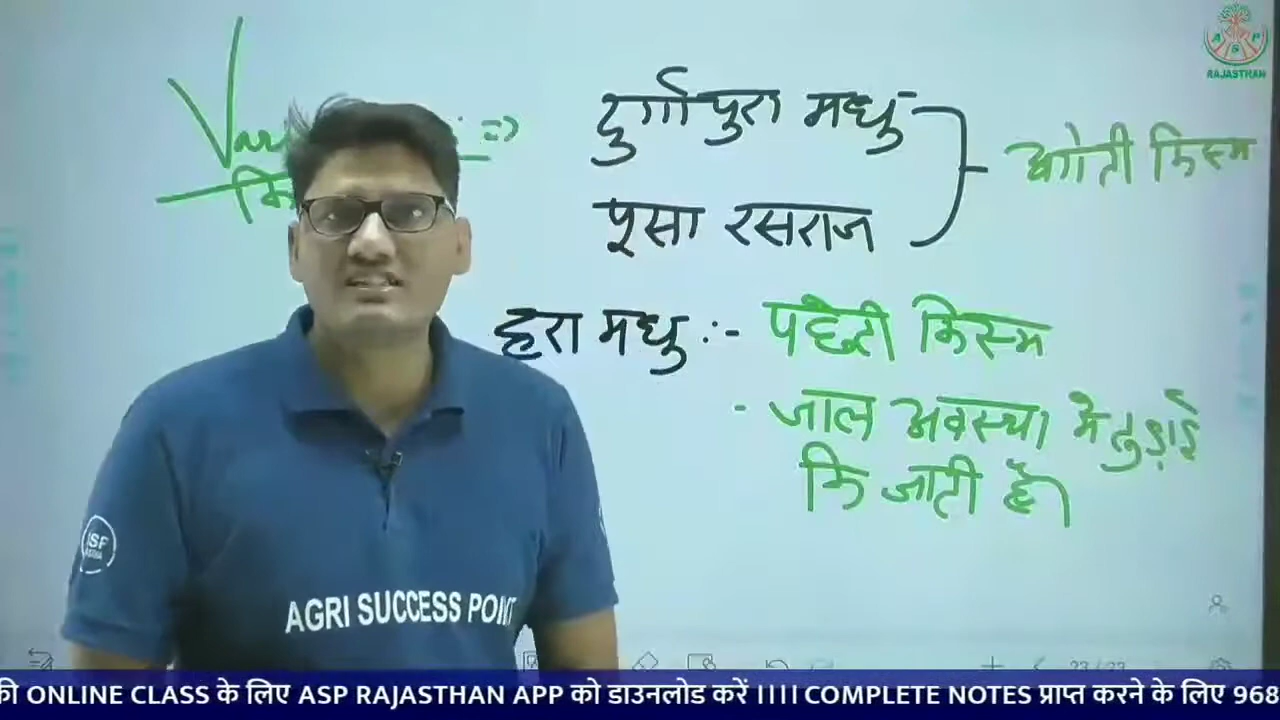 दुर्गापुरा मधु
पूसा रसराज
अगेती किस्म
हरा मधु :- पछेती किस्म
- जाल अवस्था मे तुड़ाई
कि जाती है।
AGRI SUCCESS POINT
A S P
RAJASTHAN
की ONLINE CLASS के लिए ASP RAJASTHAN APP को डाउनलोड करें ।।।। COMPLETE NOTES प्राप्त करने के लिए 968